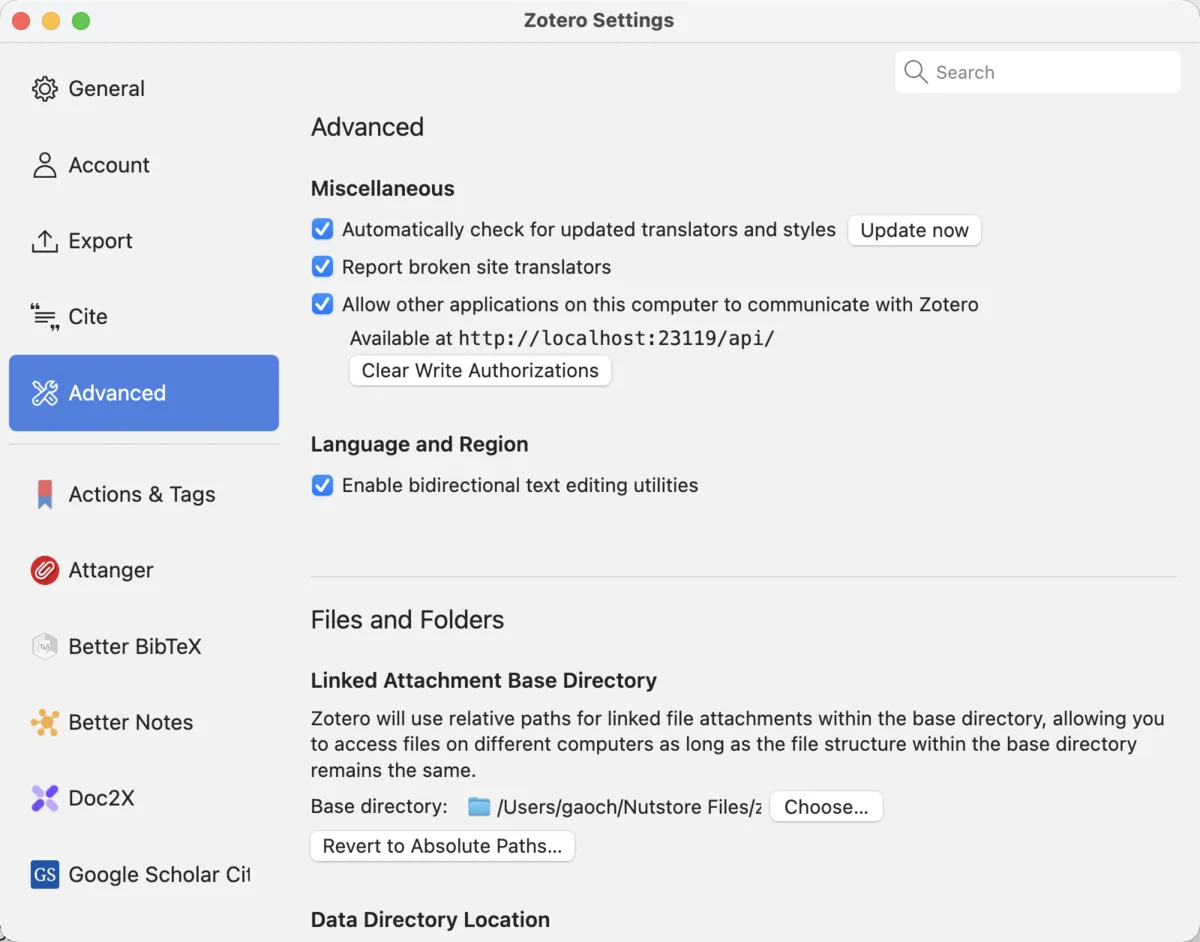 Zotero Settings
Search
General
Account
Export
Cite
Advanced
Actions & Tags
Attanger
Better BibTeX
Better Notes
Doc2X
GS Google Scholar Cit
Advanced
Miscellaneous
Automatically check for updated translators and styles Update now
Report broken site translators
Allow other applications on this computer to communicate with Zotero
Available at http://localhost:23119/api/
Clear Write Authorizations
Language and Region
Enable bidirectional text editing utilities
Files and Folders
Linked Attachment Base Directory
Zotero will use relative paths for linked file attachments within the base directory, allowing you
to access files on different computers as long as the file structure within the base directory
remains the same.
Base directory: /Users/gaoch/Nutstore Files/z Choose...
Revert to Absolute Paths...
Data Directory Location